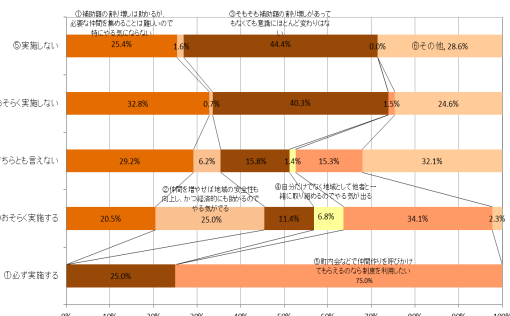 ①補助額の割り増しは助かるが、
必要な仲間を集めることは難しいので
特にやる気にならない
③そもそも補助額の割り増しがあって
もなくても意識にほとんど変わりはな
い
⑤実施しない
25.4%
1.6%
44.4%
0.0%
⑥その他, 28.6%
おそらく実施しない
32.8%
0.7%
40.3%
1.5%
24.6%
ちらとも言えない
29.2%
6.2%
15.8%
1.4%
15.3%
32.1%
②仲間を増やせば地域の安全性も
向上し、かつ経済的にも助かるので
やる気がでる
④自分だけでなく地域として他者と一
緒に取り組めるのでやる気が出る
おそらく実施する
20.5%
25.0%
11.4%
6.8%
34.1%
2.3%
①必ず実施する
25.0%
⑤町内会などで仲間作りを呼びかけ
てもらえるのなら制度を利用したい
75.0%